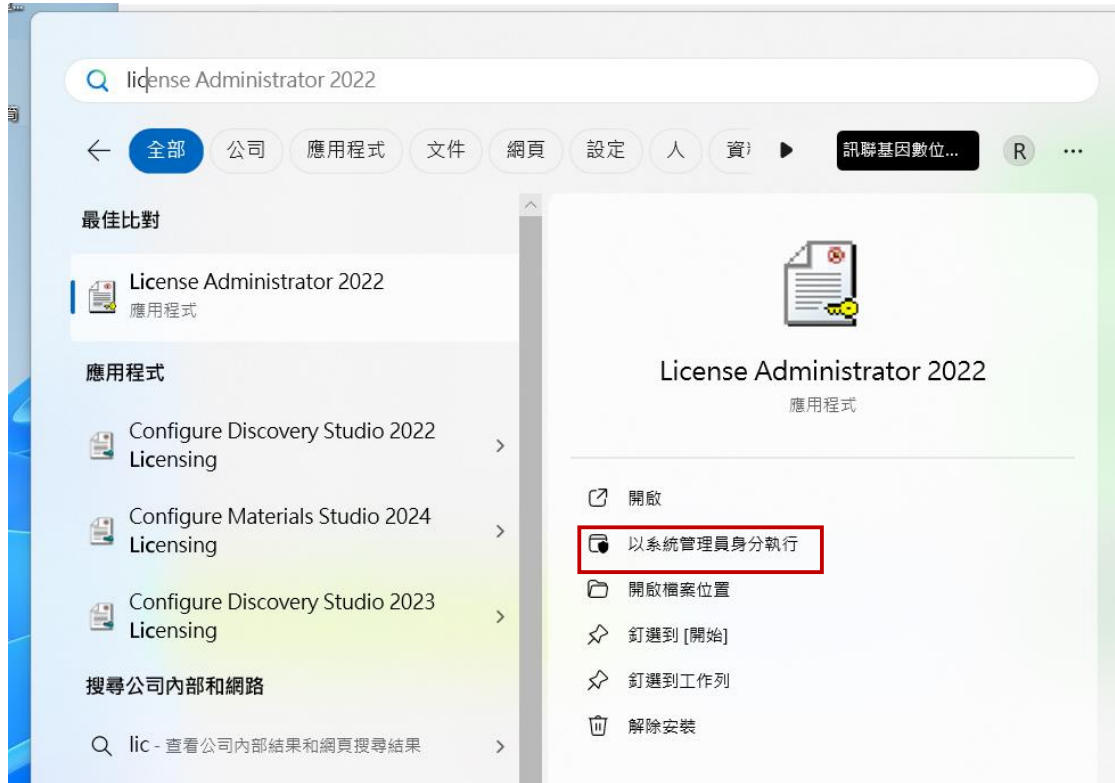 license Administrator 2022
全部
公司
應用程式
文件
網頁
設定
人
訊聯基因數位...
R
最佳比對
License Administrator 2022
應用程式
應用程式
Configure Discovery Studio 2022
Licensing
Configure Materials Studio 2024
Licensing
Configure Discovery Studio 2023
Licensing
搜尋公司內部和網路
lic - 查看公司內部結果和網頁搜尋結果
License Administrator 2022
應用程式
開啟
以系統管理員身分執行
開啟檔案位置
釘選到 [開始]
釘選到工作列
解除安裝